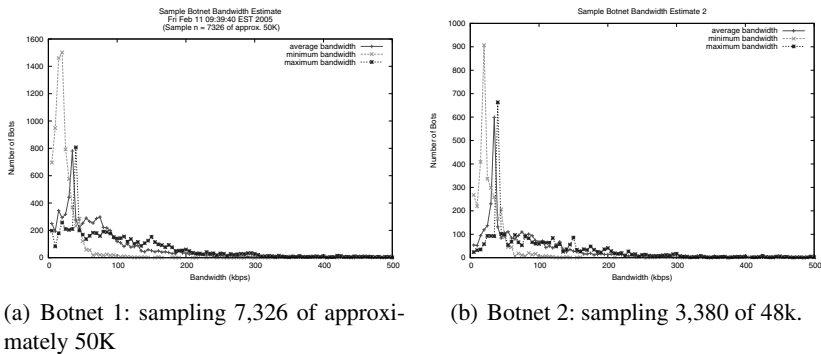 Sample Botnet Bandwidth Estimate
Fri Feb 11 09:39:40 EST 2005
(Sample n = 7326 of approx. 50K)
1600
1400
1200
1000
800
600
400
200
0
Number of Bots
average bandwidth
minimum bandwidth
maximum bandwidth
0
100
200
300
400
500
Bandwidth (kbps)
(a) Botnet 1: sampling 7,326 of approxi-
mately 50K
Sample Botnet Bandwidth Estimate 2
1000
900
800
700
600
500
400
300
200
100
0
Number of Bots
average bandwidth
minimum bandwidth
maximum bandwidth
0
100
200
300
400
500
Bandwidth (kbps)
(b) Botnet 2: sampling 3,380 of 48k.